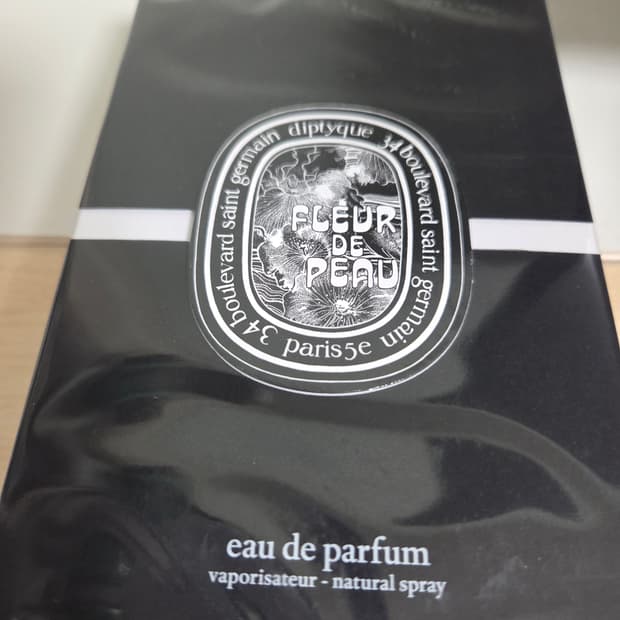 34 boulevard saint germain diptyque 34 boulevard saint germain
paris 5e
FLEUR
DE
PEAU
eau de parfum
vaporisateur - natural spray